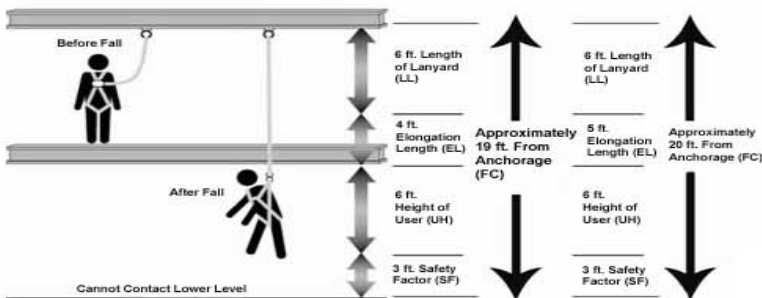 Before Fall
After Fall
Cannot Contact Lower Level
6 ft. Length
of Lanyard
(LL)
4 ft.
Elongation
Length (EL)
6 ft.
Height of
User (UH)
3 ft. Safety
Factor (SF)
Approximately
19 ft. From
Anchorage
(FC)
6 ft. Length
of Lanyard
(LL)
5 ft.
Elongation
Length (EL)
6 ft.
Height of
User (UH)
3 ft. Safety
Factor (SF)
Approximately
20 ft. From
Anchorage (FC)